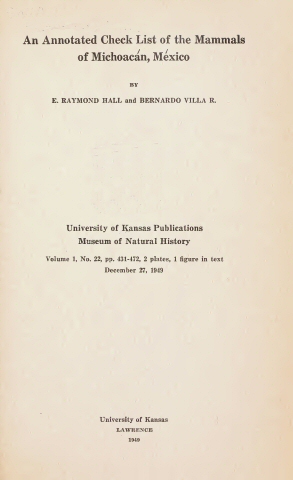 An Annotated Check List of the Mammals
of Michoacán, México
BY
E. RAYMOND HALL and BERNARDO VILLA R.
University of Kansas Publications
Museum of Natural History
Volume 1, No. 22, pp. 431-472, 2 plates, 1 figure in text
December 27, 1949
University of Kansas
LAWRENCE
1949